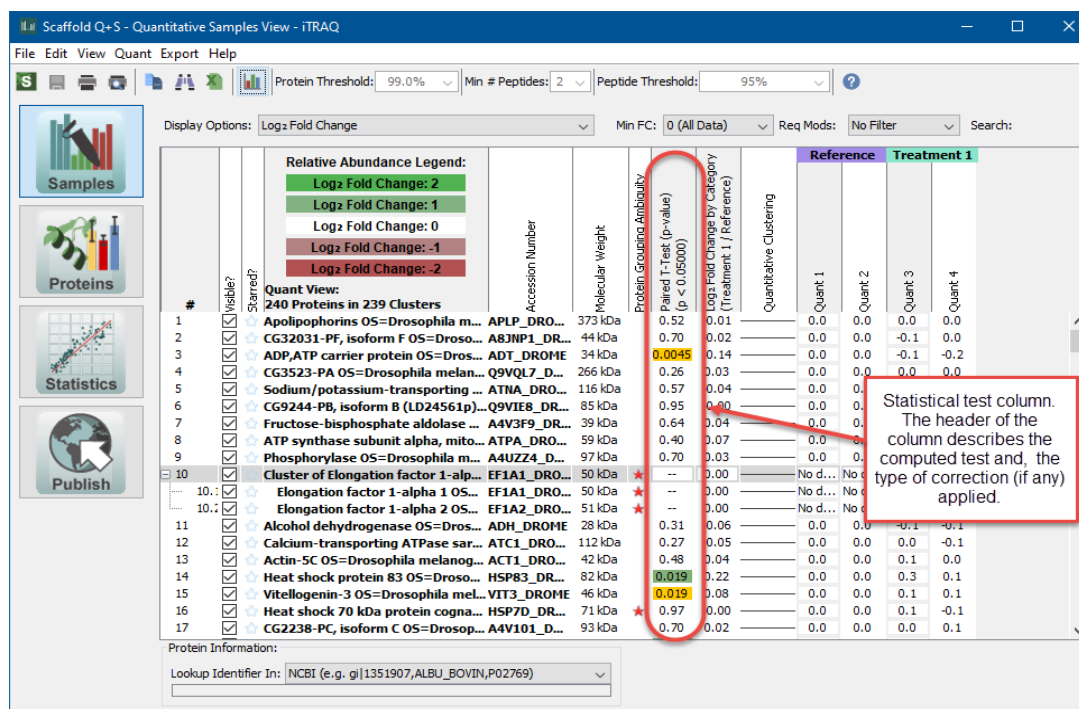 Scaffold Q+S - Quantitative Samples View - iTRAQ
File Edit View Quant Export Help
Protein Threshold: 99.0% Min # Peptides: 2 Peptide Threshold: 95%
Display Options: Log2 Fold Change Min FC: 0 (All Data) Req Mods: No Filter Search:
Samples
Proteins
Statistics
Publish
Relative Abundance Legend:
Log2 Fold Change: 2
Log2 Fold Change: 1
Log2 Fold Change: 0
Log2 Fold Change: -1
Log2 Fold Change: -2
Quant View:
240 Proteins in 239 Clusters
#
Visible?
Starred?
Accession Number
Molecular Weight
Protein Grouping Ambiguity
Paired T-Test (p-value)
(p < 0.05000)
Log2 Fold Change by Category
(Treatment 1 / Reference)
Quantitative Clustering
Reference Treatment 1
Quant 1
Quant 2
Quant 3
Quant 4
1 Apolipophorins OS=Drosophila m... APLP_DRO... 373 kDa 0.52 0.01 0.0 0.0 0.0 0.0
2 CG32031-PF, isoform F OS=Droso... A8JNP1_DR... 44 kDa 0.70 0.02 0.0 0.0 -0.1 0.0
3 ADP,ATP carrier protein OS=Dros... ADT_DROME 34 kDa 0.0045 0.14 0.0 0.0 -0.1 -0.2
4 CG3523-PA OS=Drosophila melan... Q9VQL7_D... 266 kDa 0.26 0.03 0.0 0.0 0.0 0.0
5 Sodium/potassium-transporting ... ATNA_DRO... 116 kDa 0.57 0.04 0.0
6 CG9244-PB, isoform B (LD24561p)... Q9VIE8_DR... 85 kDa 0.95 0.00 0.0
7 Fructose-bisphosphate aldolase ... A4V3F9_DR... 39 kDa 0.64 0.04 0.0
8 ATP synthase subunit alpha, mito... ATPA_DRO... 59 kDa 0.40 0.07 0.0
9 Phosphorylase OS=Drosophila m... A4UZZ4_D... 97 kDa 0.70 0.03 0.0
10 Cluster of Elongation factor 1-alp... EF1A1_DRO... 50 kDa -- 0.00 No d...
10.1 Elongation factor 1-alpha 1 OS... EF1A1_DRO... 50 kDa -- 0.00 No d...
10.2 Elongation factor 1-alpha 2 OS... EF1A2_DRO... 51 kDa -- 0.00 No d...
11 Alcohol dehydrogenase OS=Dros... ADH_DROME 28 kDa 0.31 0.06 0.0 0.0 -0.1 -0.1
12 Calcium-transporting ATPase sar... ATC1_DRO... 112 kDa 0.27 0.05 0.0 0.0 0.0 -0.1
13 Actin-5C OS=Drosophila melanog... ACT1_DRO... 42 kDa 0.48 0.04 0.0 0.0 0.1 0.0
14 Heat shock protein 83 OS=Droso... HSP83_DR... 82 kDa 0.019 0.22 0.0 0.0 0.3 0.1
15 Vitellogenin-3 OS=Drosophila mel... VIT3_DROME 46 kDa 0.019 0.08 0.0 0.0 0.1 0.1
16 Heat shock 70 kDa protein cogna... HSP7D_DR... 71 kDa 0.97 0.00 0.0 0.0 0.1 -0.1
17 CG2238-PC, isoform C OS=Drosop... A4V101_D... 93 kDa 0.70 0.02 0.0 0.0 0.0 0.1
Statistical test column.
The header of the
column describes the
computed test and, the
type of correction (if any)
applied.
Protein Information:
Lookup Identifier In: NCBI (e.g. gi|1351907,ALBU_BOVIN,P02769)